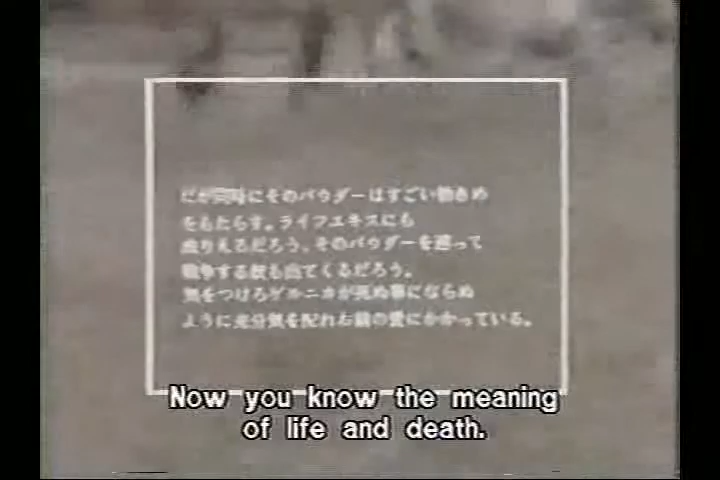 だが同時にそのパウダーはすごい働きめ
をもたらす。ライフエキスにも
成りえるだろう、そのパウダーを巡って
戦争する奴も出てくるだろう。
気をつけろゲルニカが死ぬ事にならぬ
ように充分気を配れお前の愛にかかっている。
Now you know the meaning
of life and death.